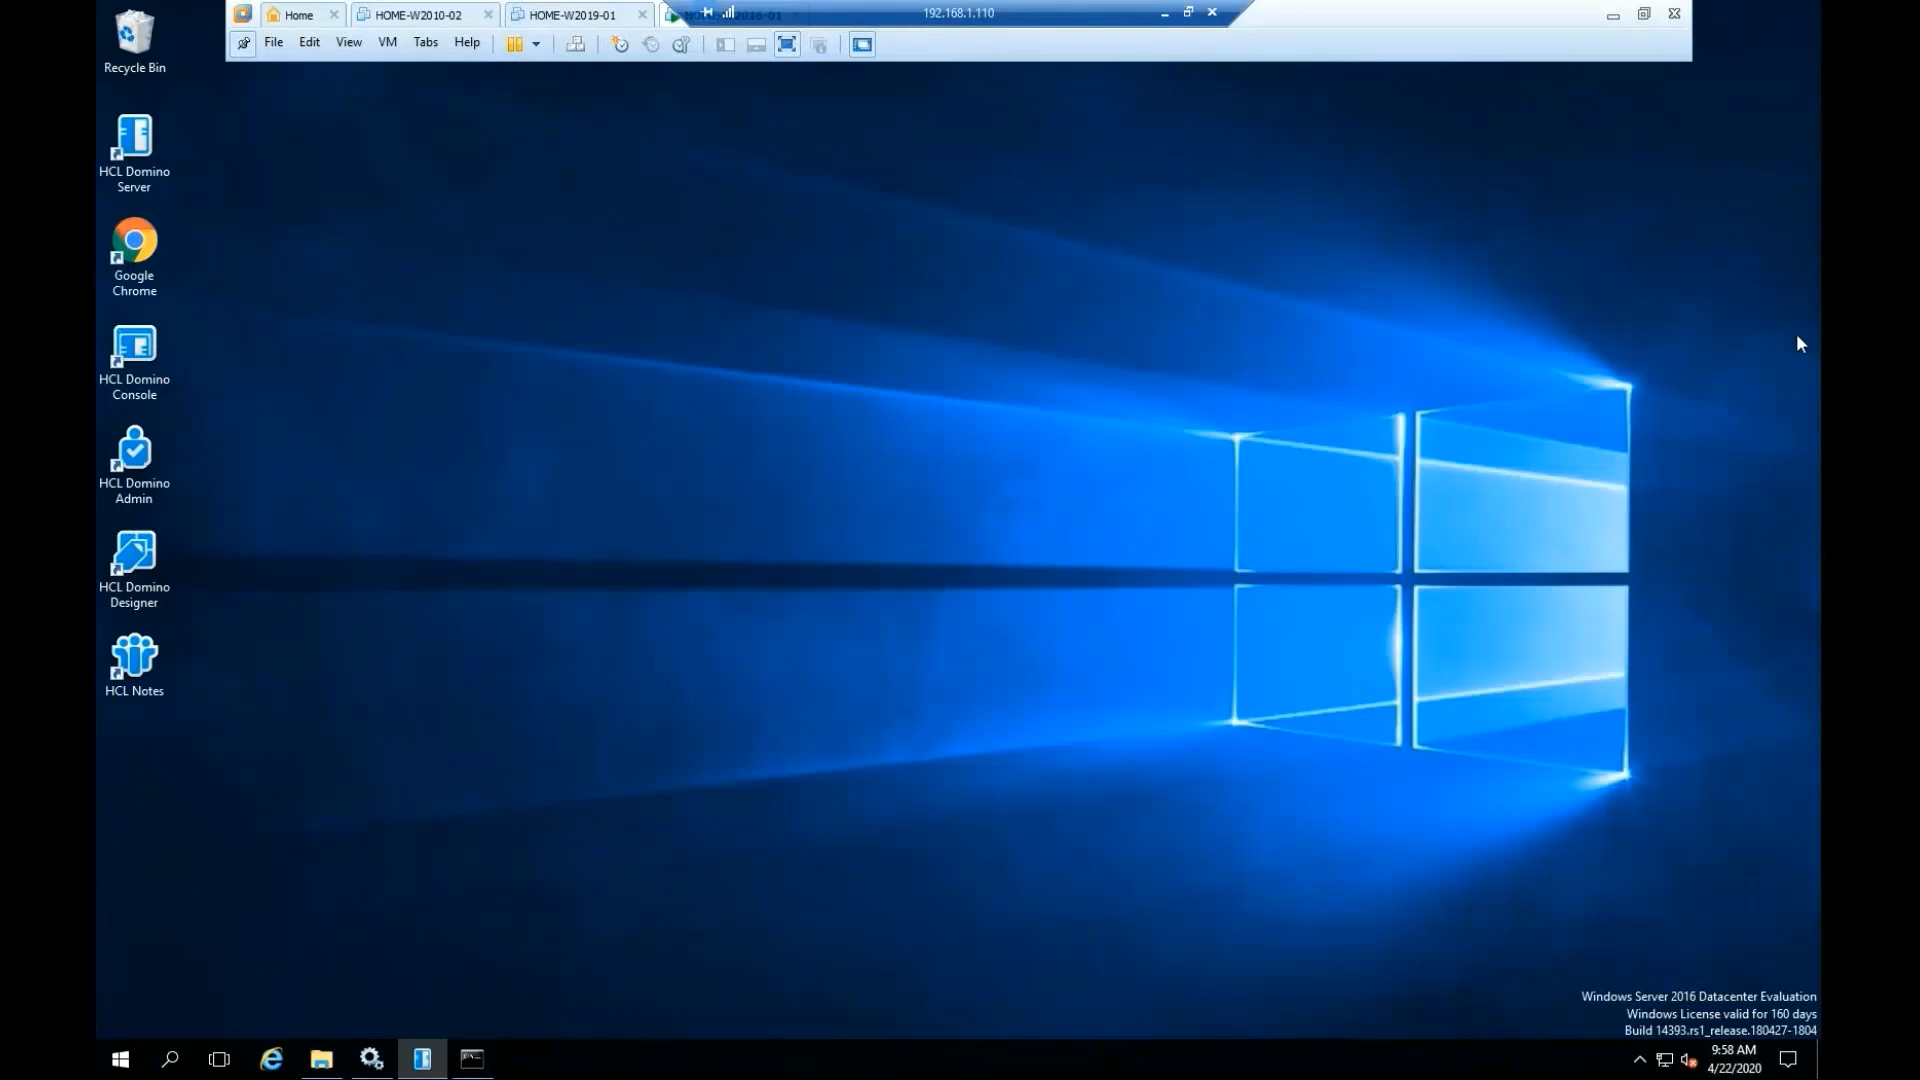 Home
HOME-W2010-02
HOME-W2019-01
192.168.1.110
File
Edit
View
VM
Tabs
Help
Recycle Bin
HCL Domino
Server
Google
Chrome
HCL Domino
Console
HCL Domino
Admin
HCL Domino
Designer
HCL Notes
Windows Server 2016 Datacenter Evaluation
Windows License valid for 160 days
Build 14393.rs1_release.180427-1804
9:58 AM
4/22/2020